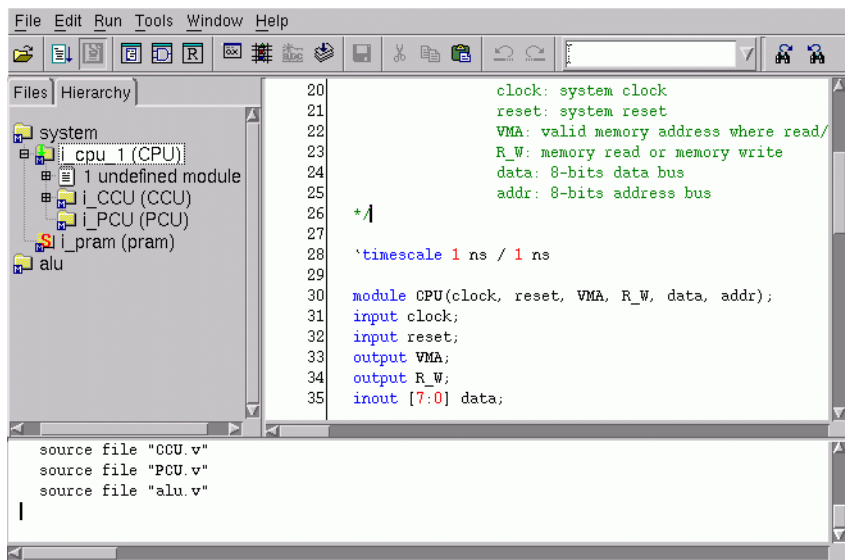 File Edit Run Tools Window Help
Files Hierarchy
system
i_cpu_1 (CPU)
1 undefined module
i_CCU (CCU)
i_PCU (PCU)
i_pram (pram)
alu
20 clock: system clock
21 reset: system reset
22 VMA: valid memory address where read/
23 R_W: memory read or memory write
24 data: 8-bits data bus
25 addr: 8-bits address bus
26 */
27
28 `timescale 1 ns / 1 ns
29
30 module CPU(clock, reset, VMA, R_W, data, addr);
31 input clock;
32 input reset;
33 output VMA;
34 output R_W;
35 inout [7:0] data;
source file "CCU.v"
source file "PCU.v"
source file "alu.v"